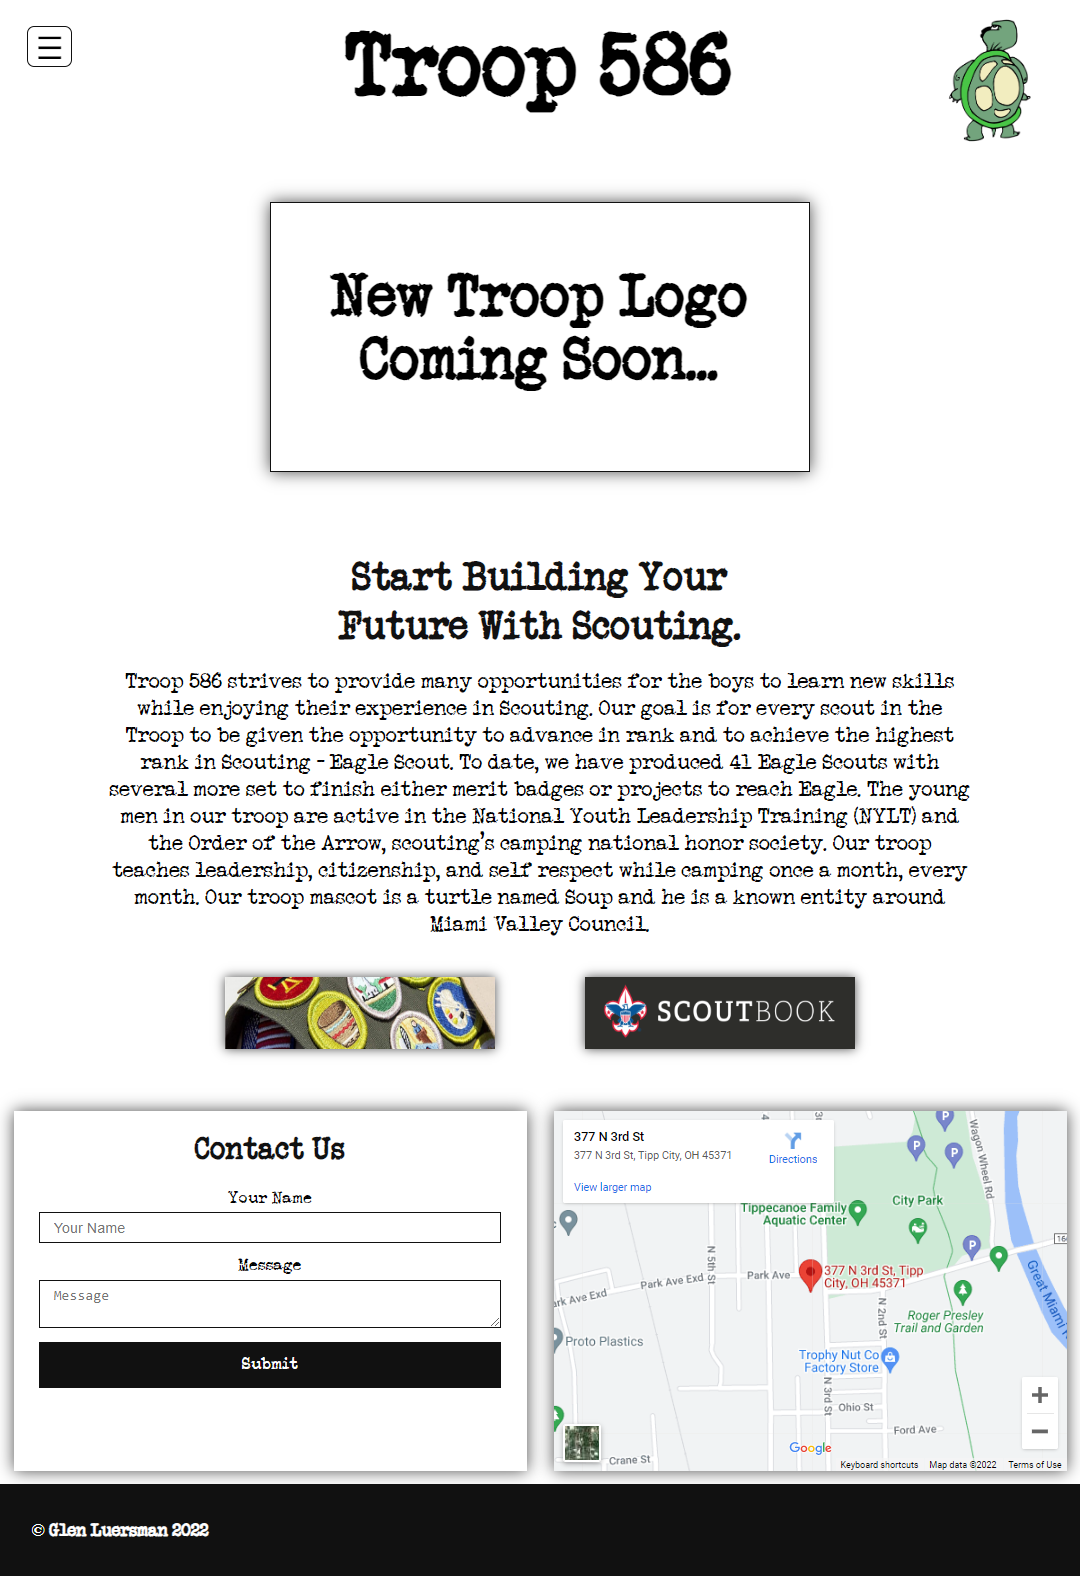 ☰
Troop 586
New Troop Logo
Coming Soon...
Start Building Your
Future With Scouting.
Troop 586 strives to provide many opportunities for the boys to learn new skills
while enjoying their experience in Scouting. Our goal is for every scout in the
Troop to be given the opportunity to advance in rank and to achieve the highest
rank in Scouting - Eagle Scout. To date, we have produced 41 Eagle Scouts with
several more set to finish either merit badges or projects to reach Eagle. The young
men in our troop are active in the National Youth Leadership Training (NYLT) and
the Order of the Arrow, scouting's camping national honor society. Our troop
teaches leadership, citizenship, and self respect while camping once a month, every
month. Our troop mascot is a turtle named Soup and he is a known entity around
Miami Valley Council.
SCOUTBOOK
Contact Us
Your Name
Your Name
Message
Message
Submit
377 N 3rd St
377 N 3rd St, Tipp City, OH 45371
Directions
View larger map
Wagon Wheel Rd
City Park
Tippecanoe Family
Aquatic Center
N 5th St
Park Ave Exd
Park Ave
377 N 3rd St, Tipp
City, OH 45371
Great Miami
Park Ave Exd
N 2nd St
Roger Presley
Trail and Garden
Proto Plastics
Trophy Nut Co
Factory Store
N 3rd St
Ohio St
Ford Ave
Crane St
Google
Keyboard shortcuts
Map data ©2022
Terms of Use
© Glen Luersman 2022